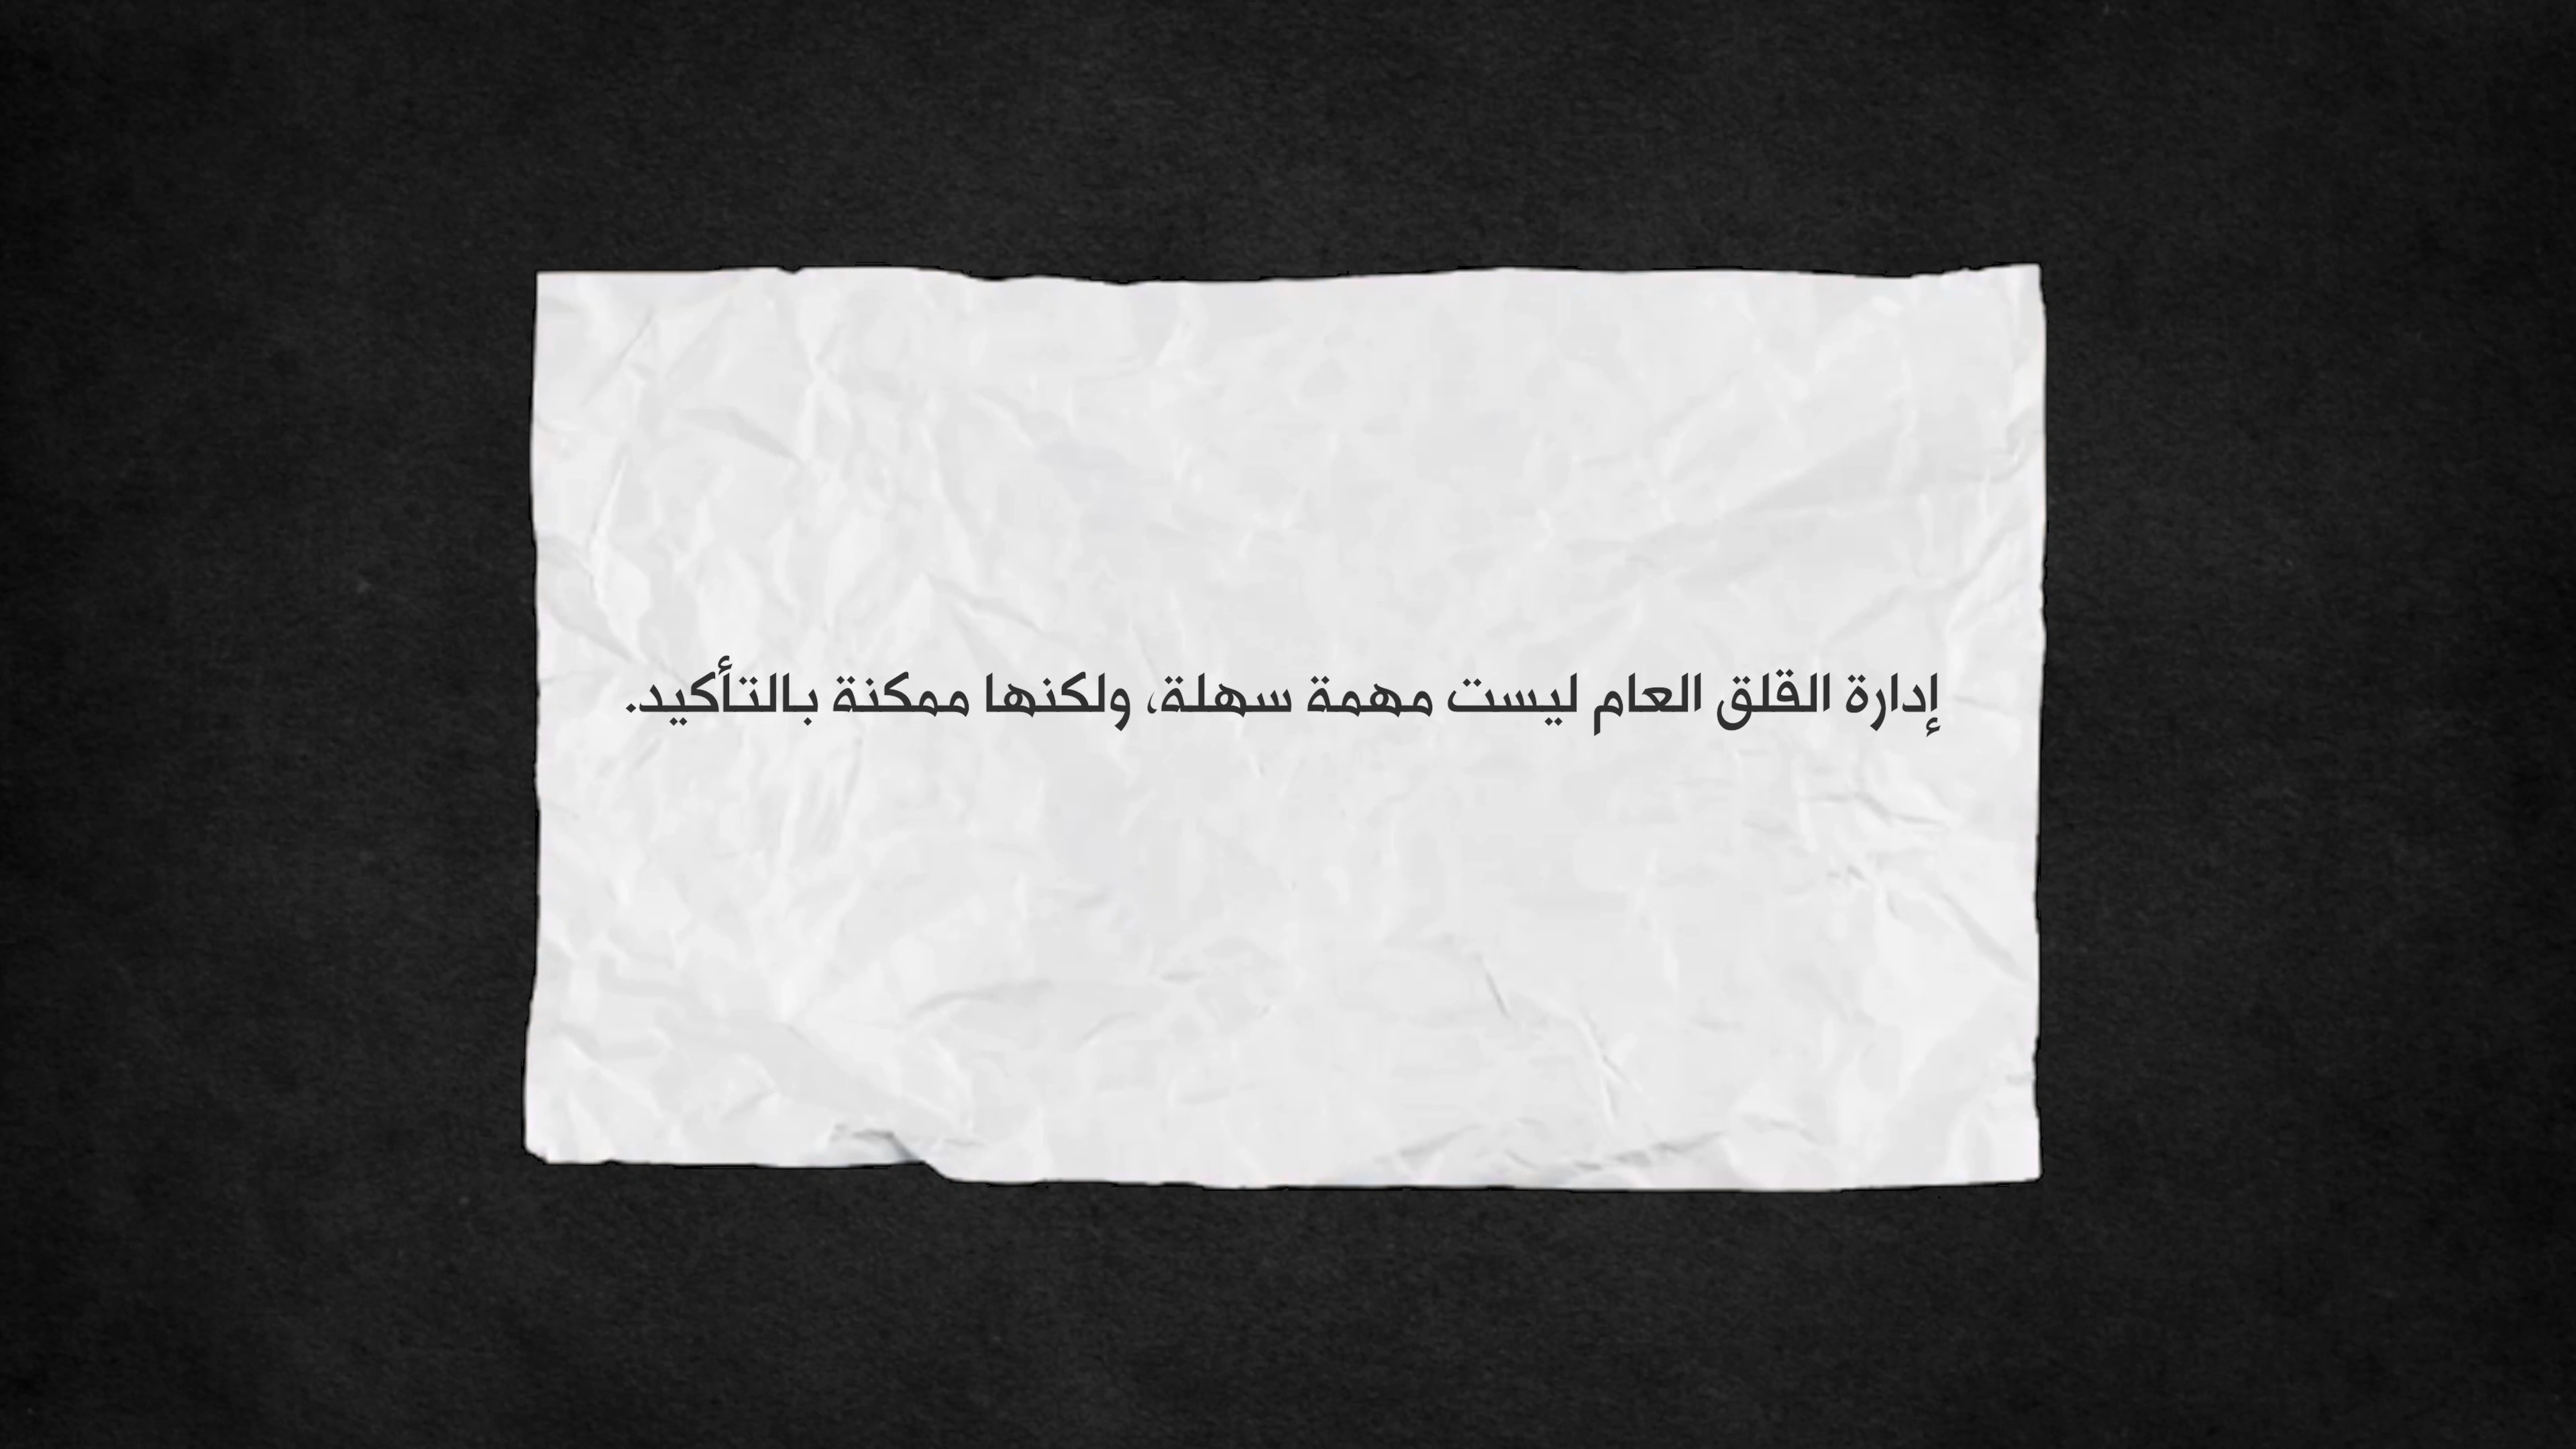 إدارة القلق العام ليست مهمة سهلة، ولكنها ممكنة بالتأكيد.